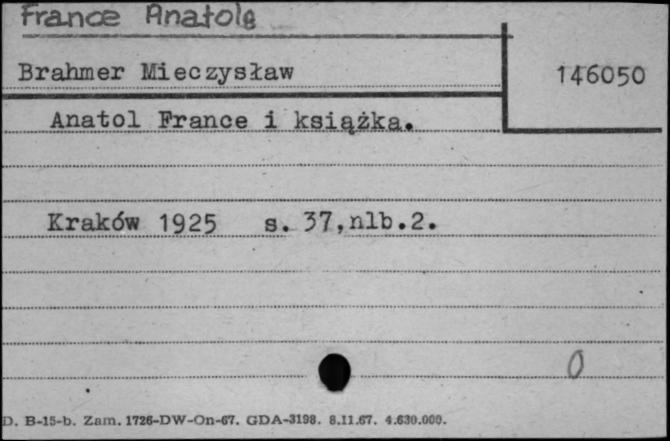 France Anatole
Brahmer Mieczysław
146050
Anatol France i książka.
Kraków 1925 s. 37,nlb.2.
0
D. B-15-b. Zam. 1726-DW-On-67. GDA-3198. 8.11.67. 4.630.000.